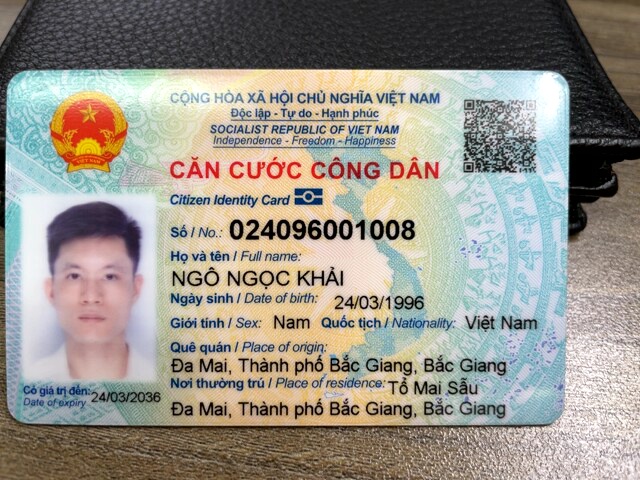 CỘNG HÒA XÃ HỘI CHỦ NGHĨA VIỆT NAM
Độc lập - Tự do - Hạnh phúc
SOCIALIST REPUBLIC OF VIET NAM
Independence - Freedom - Happiness
CĂN CƯỚC CÔNG DÂN
Citizen Identity Card
Số / No.: 024096001008
Họ và tên / Full name:
NGÔ NGỌC KHẢI
Ngày sinh / Date of birth: 24/03/1996
Giới tính / Sex: Nam Quốc tịch / Nationality: Việt Nam
Quê quán / Place of origin:
Đa Mai, Thành phố Bắc Giang, Bắc Giang
Nơi thường trú / Place of residence: Tổ Mai Sẫu
Đa Mai, Thành phố Bắc Giang, Bắc Giang
Có giá trị đến: 24/03/2036
Date of expiry